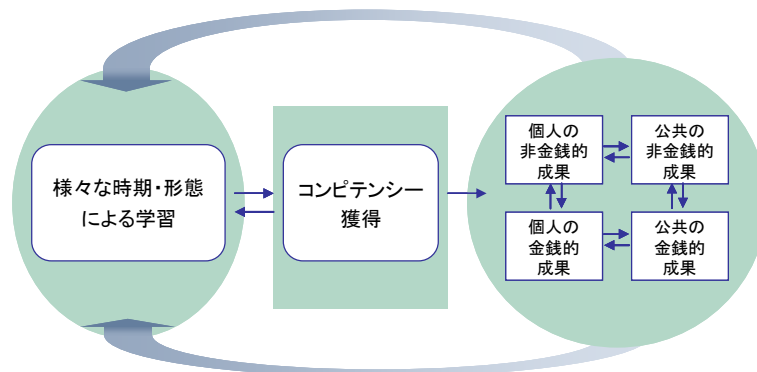 様々な時期・形態
による学習
コンピテンシー
獲得
個人の
非金銭的
成果
公共の
非金銭的
成果
個人の
金銭的
成果
公共の
金銭的
成果